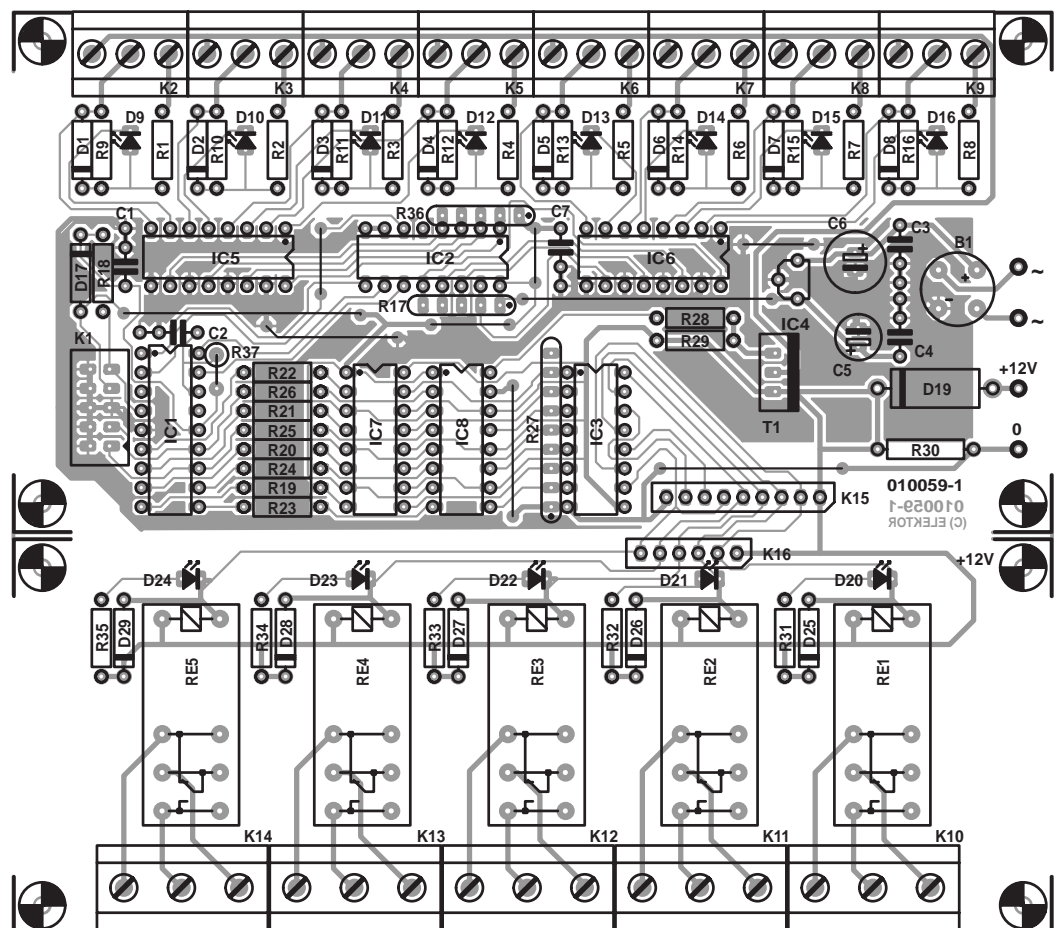 K2 K3 K4 K5 K6 K7 K8 K9
D1 R9 D9 R1 D2 R10 D10 R2 D3 R11 D11 R3 D4 R12 D12 R4 D5 R13 D13 R5 D6 R14 D14 R6 D7 R15 D15 R7 D8 R16 D16 R8
C1 R36 C7 C6 C3 B1
D17 R18 IC5 IC2 IC6 + + − ~
R17
K1 C2 R37 R28 IC4 ~
R29 + C5 C4
R22 +12V
R26 D19
R21 T1
R25 IC1 IC7 IC8 R27 IC3 0
R20 R30
R24
R19 K15 010059-1
R23 010059-1
(C) ELEKTOR
K16
+12V
D24 D23 D22 D21 D20
R35 D29 R34 D28 R33 D27 R32 D26 R31 D25
RE5 RE4 RE3 RE2 RE1
K14 K13 K12 K11 K10